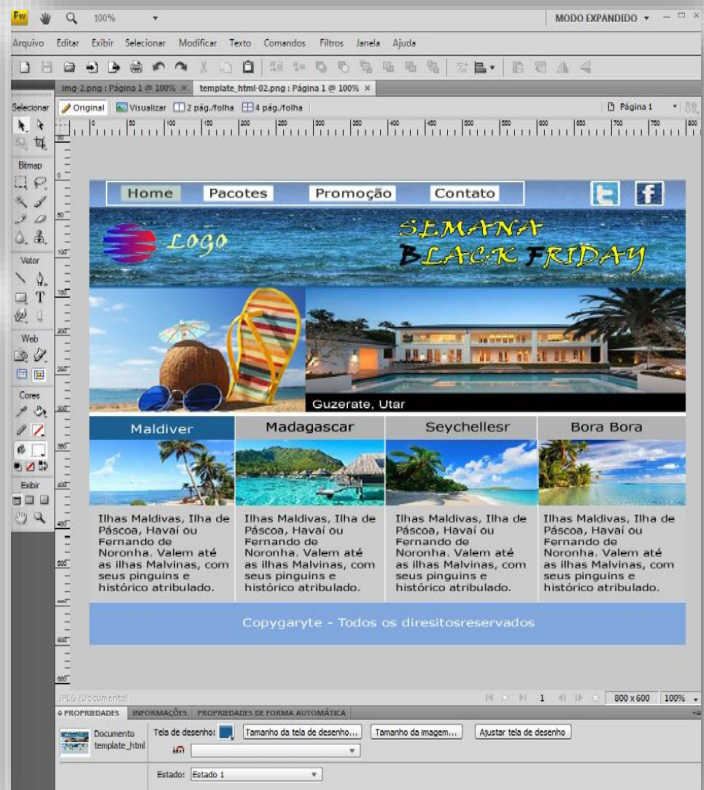 Fw 100% MODO EXPANDIDO
Arquivo Editar Exibir Selecionar Modificar Texto Comandos Filtros Janela Ajuda
img-2.png : Página 1 @ 100% × template_html-02.png : Página 1 @ 100% ×
Selecionar Original Visualizar 2 pág./folha 4 pág./folha Página 1
Bitmap
Vetor
Web
Cores
Exibir
Home Pacotes Promoção Contato t f
LOGO
SEMANA
BLACK FRIDAY
Guzerate, Utar
Maldiver Madagascar Seychellesr Bora Bora
Ilhas Maldivas, Ilha de
Páscoa, Havaí ou
Fernando de
Noronha. Valem até
as ilhas Malvinas, com
seus pinguins e
histórico atribulado.
Ilhas Maldivas, Ilha de
Páscoa, Havaí ou
Fernando de
Noronha. Valem até
as ilhas Malvinas, com
seus pinguins e
histórico atribulado.
Ilhas Maldivas, Ilha de
Páscoa, Havaí ou
Fernando de
Noronha. Valem até
as ilhas Malvinas, com
seus pinguins e
histórico atribulado.
Ilhas Maldivas, Ilha de
Páscoa, Havaí ou
Fernando de
Noronha. Valem até
as ilhas Malvinas, com
seus pinguins e
histórico atribulado.
Copygaryte - Todos os diresitosreservados
JPEG (Documento) 1 800 x 600 100%
PROPRIEDADES INFORMAÇÕES PROPRIEDADES DE FORMA AUTOMÁTICA
Documento Tela de desenho: Tamanho da tela de desenho... Tamanho da imagem... Ajustar tela de desenho
template_html
Estado: Estado 1